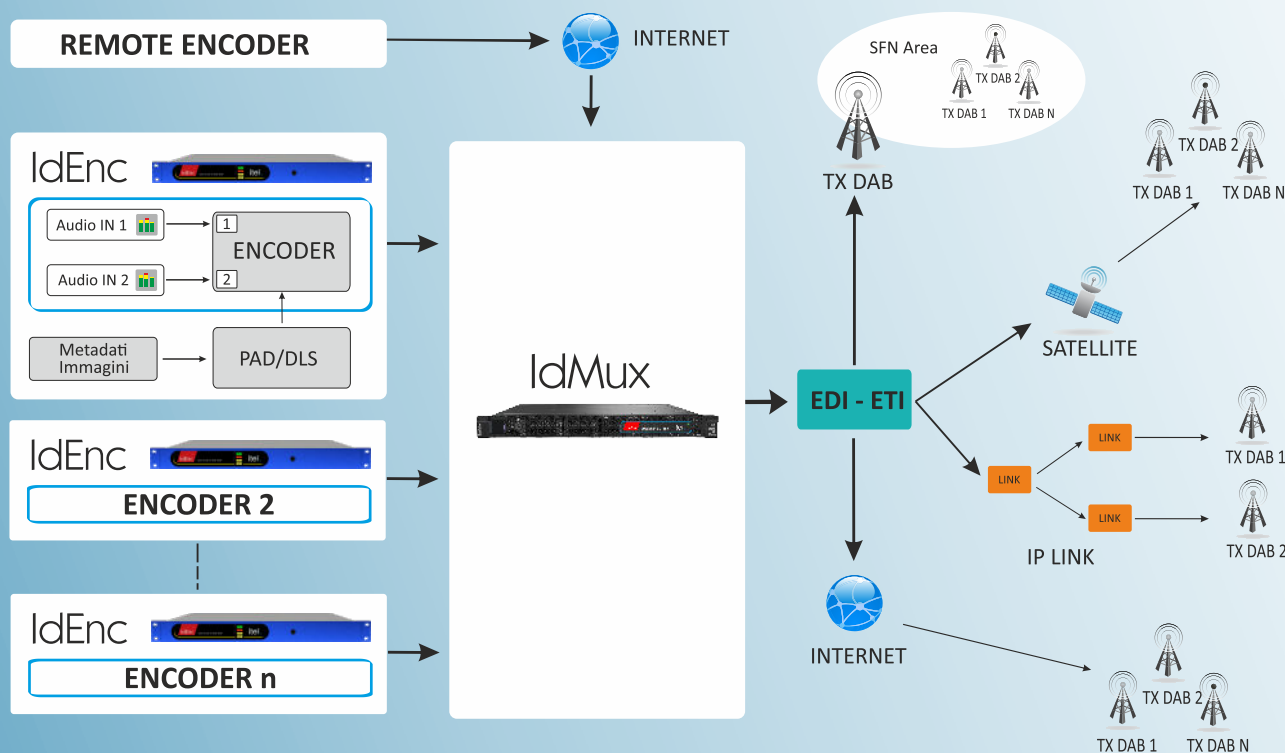 REMOTE ENCODER
INTERNET
IdEnc
itel
Audio IN 1
1
ENCODER
Audio IN 2
2
Metadati
Immagini
PAD/DLS
IdEnc
itel
ENCODER 2
IdEnc
itel
ENCODER n
IdMux
EDI - ETI
SFN Area
TX DAB 2
TX DAB 1
TX DAB N
TX DAB
TX DAB 2
TX DAB 1
TX DAB N
SATELLITE
LINK
LINK
LINK
IP LINK
TX DAB 1
TX DAB 2
INTERNET
TX DAB 2
TX DAB 1
TX DAB N